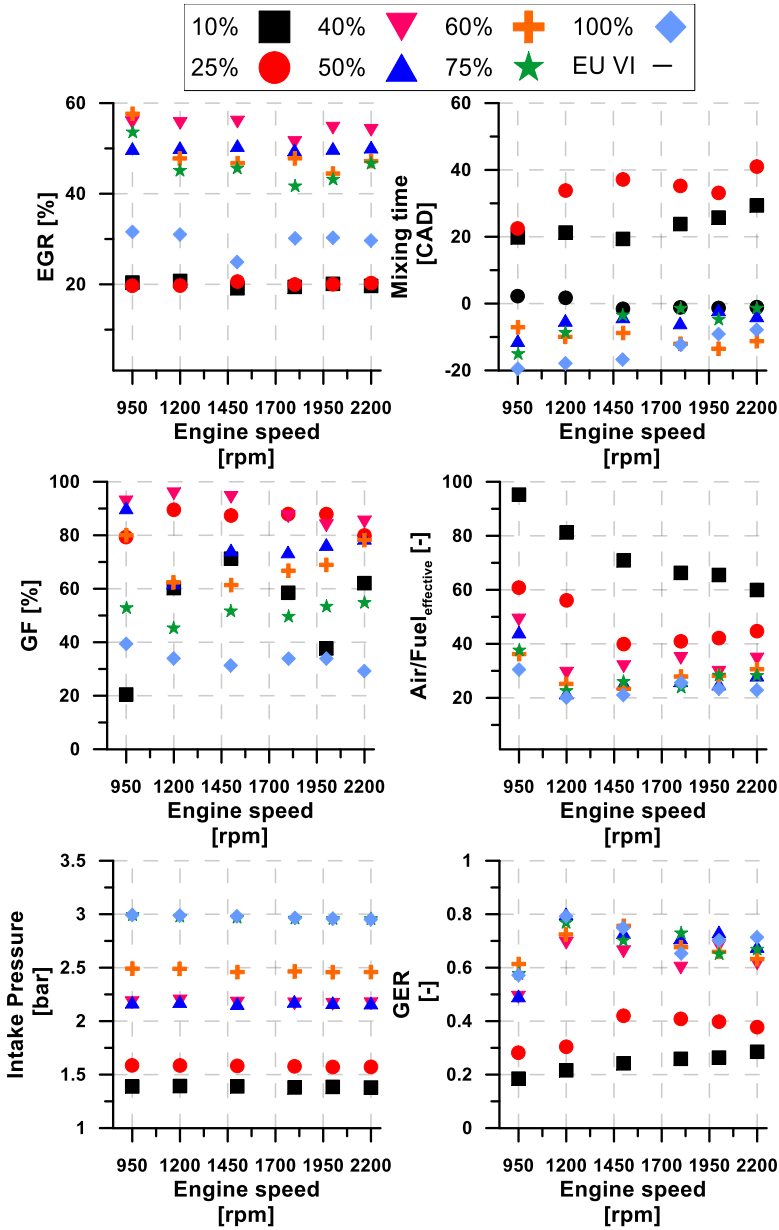 10% 40% 60% 100%
25% 50% 75% EU VI
60
40
20
EGR [%]
950 1200 1450 1700 1950 2200
Engine speed
[rpm]
60
40
20
0
-20
Mixing time
[CAD]
950 1200 1450 1700 1950 2200
Engine speed
[rpm]
100
80
60
40
20
0
GF [%]
950 1200 1450 1700 1950 2200
Engine speed
[rpm]
100
80
60
40
20
Air/Fuel effective [-]
950 1200 1450 1700 1950 2200
Engine speed
[rpm]
3.5
3
2.5
2
1.5
1
Intake Pressure
[bar]
950 1200 1450 1700 1950 2200
Engine speed
[rpm]
1
0.8
0.6
0.4
0.2
0
GER
[-]
950 1200 1450 1700 1950 2200
Engine speed
[rpm]